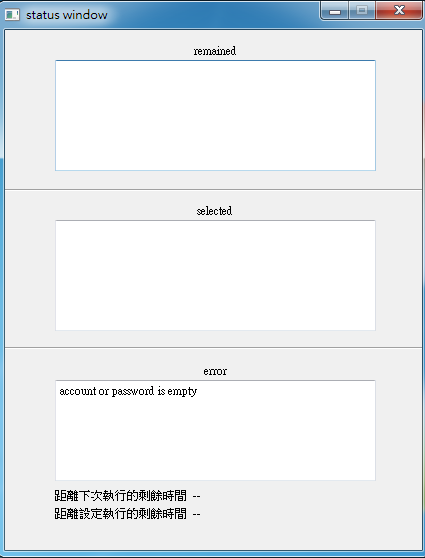 status window
remained
selected
error
account or password is empty
距離下次執行的剩餘時間 --
距離設定執行的剩餘時間 --